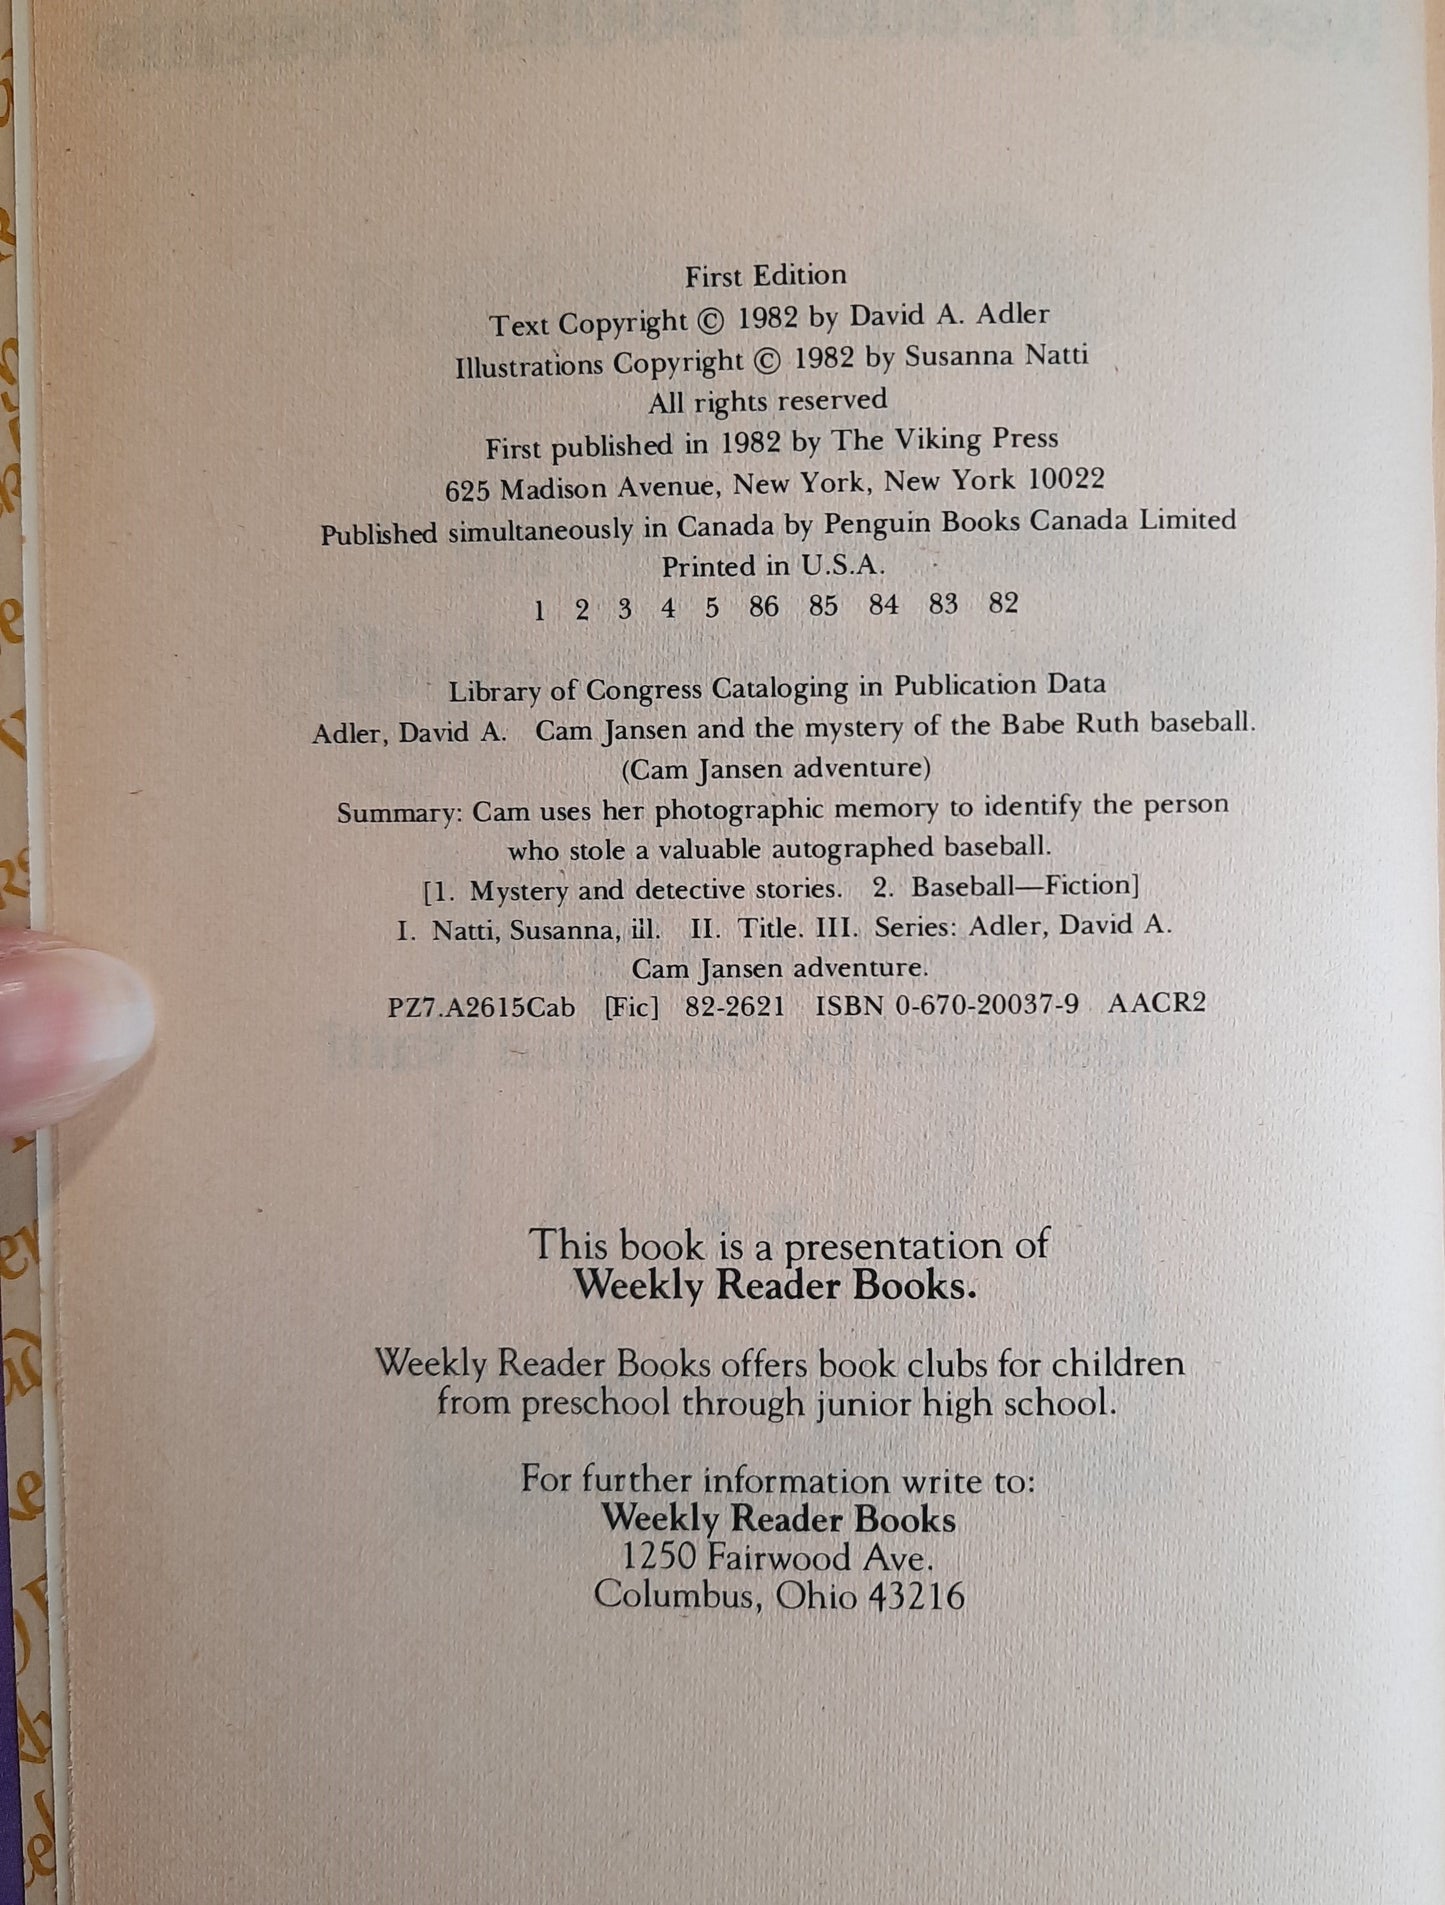 First Edition
Text Copyright © 1982 by David A. Adler
Illustrations Copyright © 1982 by Susanna Natti
All rights reserved
First published in 1982 by The Viking Press
625 Madison Avenue, New York, New York 10022
Published simultaneously in Canada by Penguin Books Canada Limited
Printed in U.S.A.
1 2 3 4 5 86 85 84 83 82
Library of Congress Cataloging in Publication Data
Adler, David A. Cam Jansen and the mystery of the Babe Ruth baseball.
(Cam Jansen adventure)
Summary: Cam uses her photographic memory to identify the person
who stole a valuable autographed baseball.
[1. Mystery and detective stories. 2. Baseball—Fiction]
I. Natti, Susanna, ill. II. Title. III. Series: Adler, David A.
Cam Jansen adventure.
PZ7.A2615Cab [Fic] 82-2621 ISBN 0-670-20037-9 AACR2
This book is a presentation of
Weekly Reader Books.
Weekly Reader Books offers book clubs for children
from preschool through junior high school.
For further information write to:
Weekly Reader Books
1250 Fairwood Ave.
Columbus, Ohio 43216